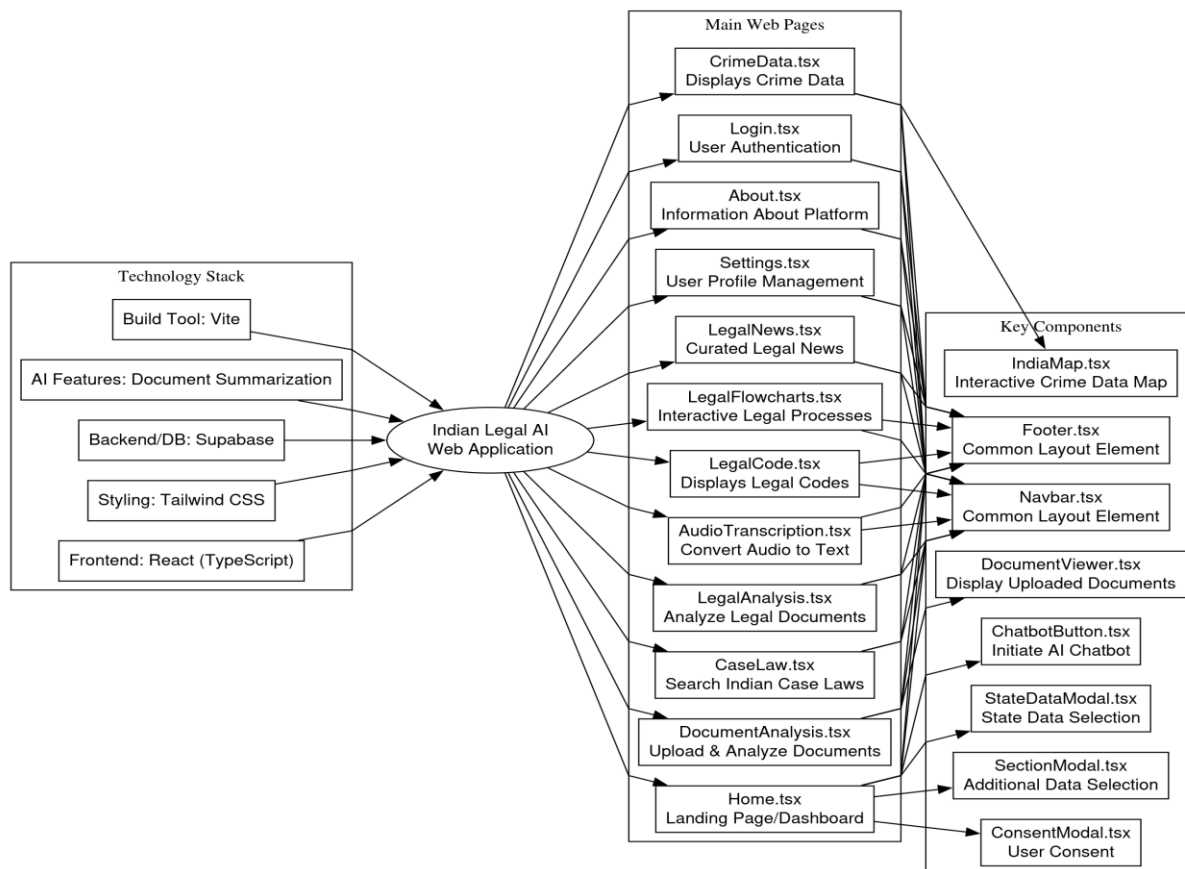 Technology Stack
Build Tool: Vite
AI Features: Document Summarization
Backend/DB: Supabase
Styling: Tailwind CSS
Frontend: React (TypeScript)
Indian Legal AI
Web Application
Main Web Pages
CrimeData.tsx
Displays Crime Data
Login.tsx
User Authentication
About.tsx
Information About Platform
Settings.tsx
User Profile Management
LegalNews.tsx
Curated Legal News
LegalFlowcharts.tsx
Interactive Legal Processes
LegalCode.tsx
Displays Legal Codes
AudioTranscription.tsx
Convert Audio to Text
LegalAnalysis.tsx
Analyze Legal Documents
CaseLaw.tsx
Search Indian Case Laws
DocumentAnalysis.tsx
Upload & Analyze Documents
Home.tsx
Landing Page/Dashboard
Key Components
IndiaMap.tsx
Interactive Crime Data Map
Footer.tsx
Common Layout Element
Navbar.tsx
Common Layout Element
DocumentViewer.tsx
Display Uploaded Documents
ChatbotButton.tsx
Initiate AI Chatbot
StateDataModal.tsx
State Data Selection
SectionModal.tsx
Additional Data Selection
ConsentModal.tsx
User Consent